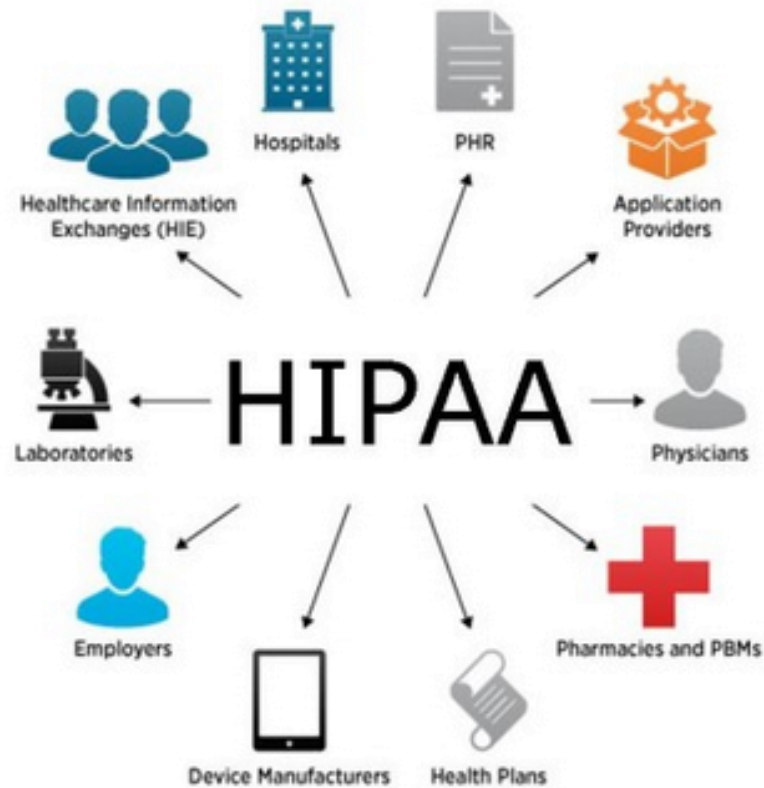 Hospitals
PHR
Healthcare Information
Exchanges (HIE)
Application
Providers
HIPAA
Laboratories
Physicians
Employers
Pharmacies and PBMs
Device Manufacturers
Health Plans